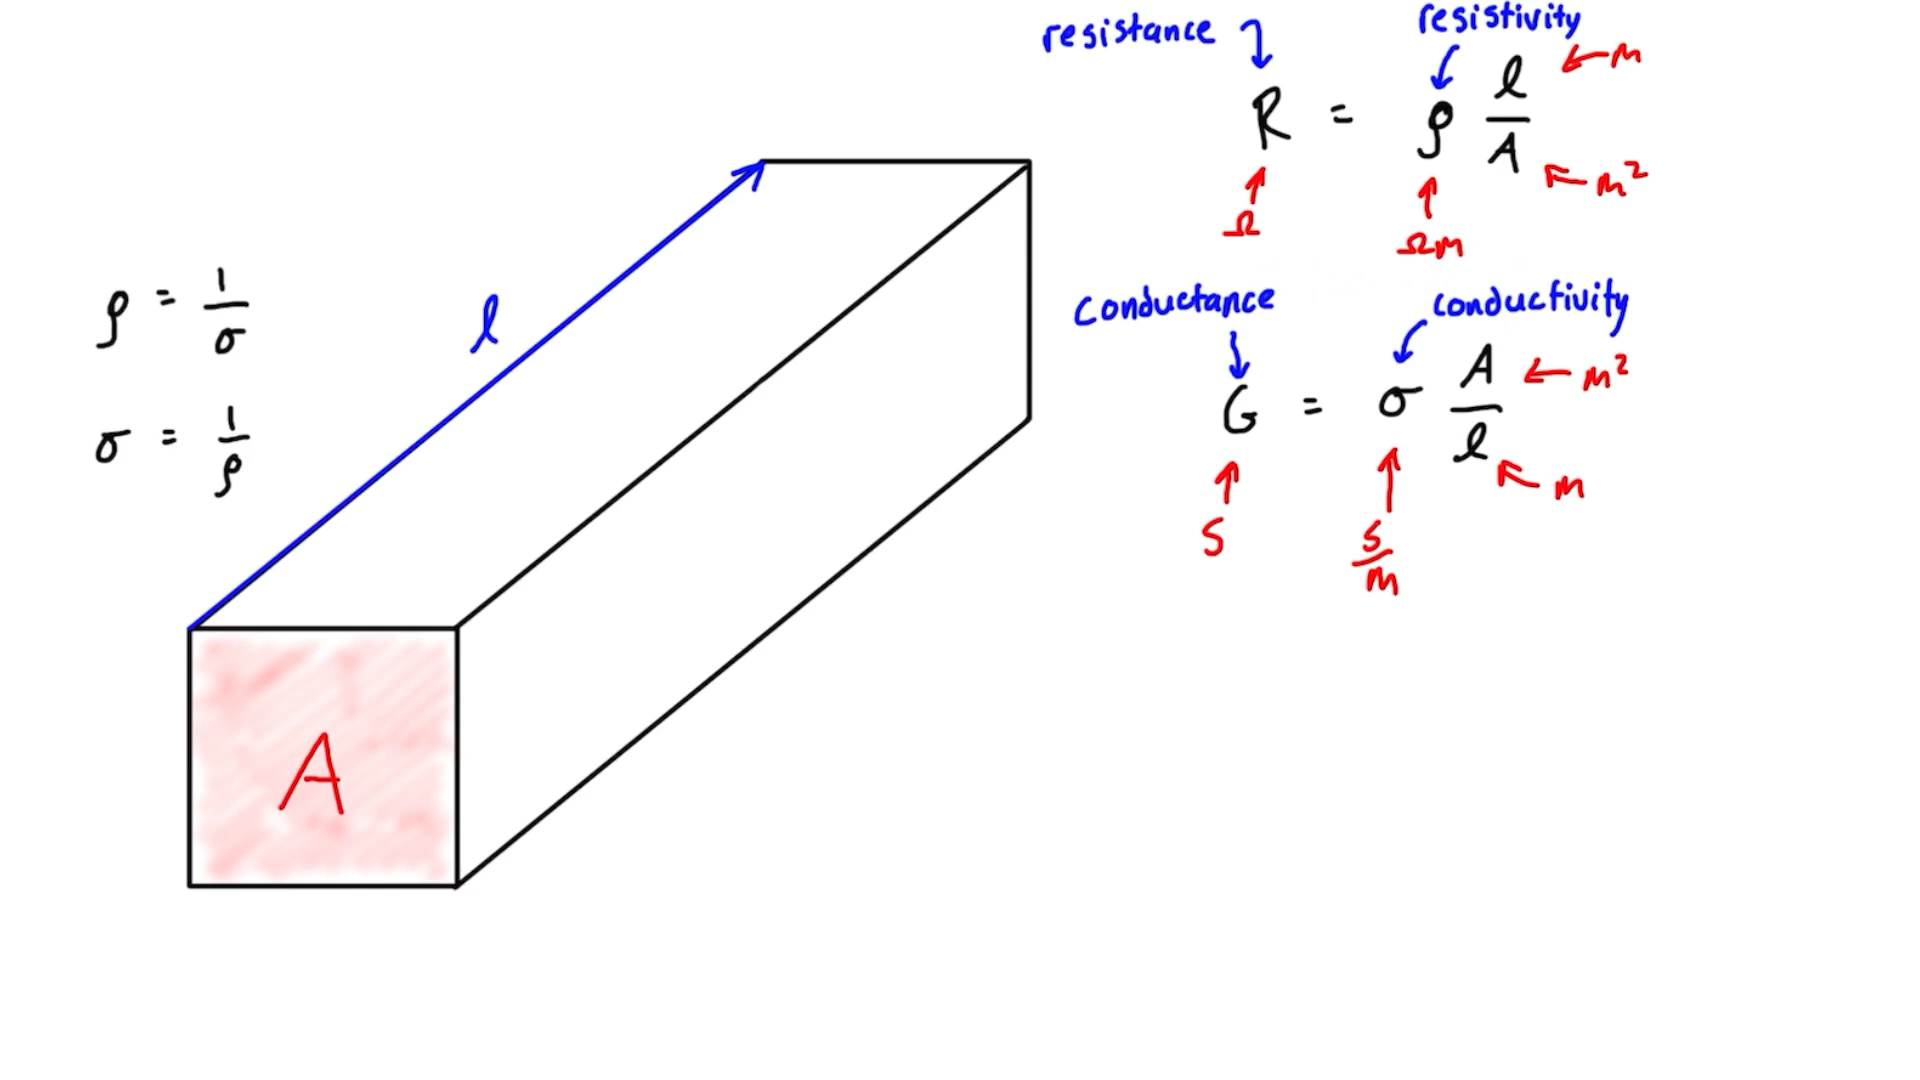 resistance
resistivity
R = ρ l/A
← m
← m²
Ω
Ωm
ρ = 1/σ
σ = 1/ρ
l
A
Conductance
conductivity
G = σ A/l
← m²
← m
S
S/m